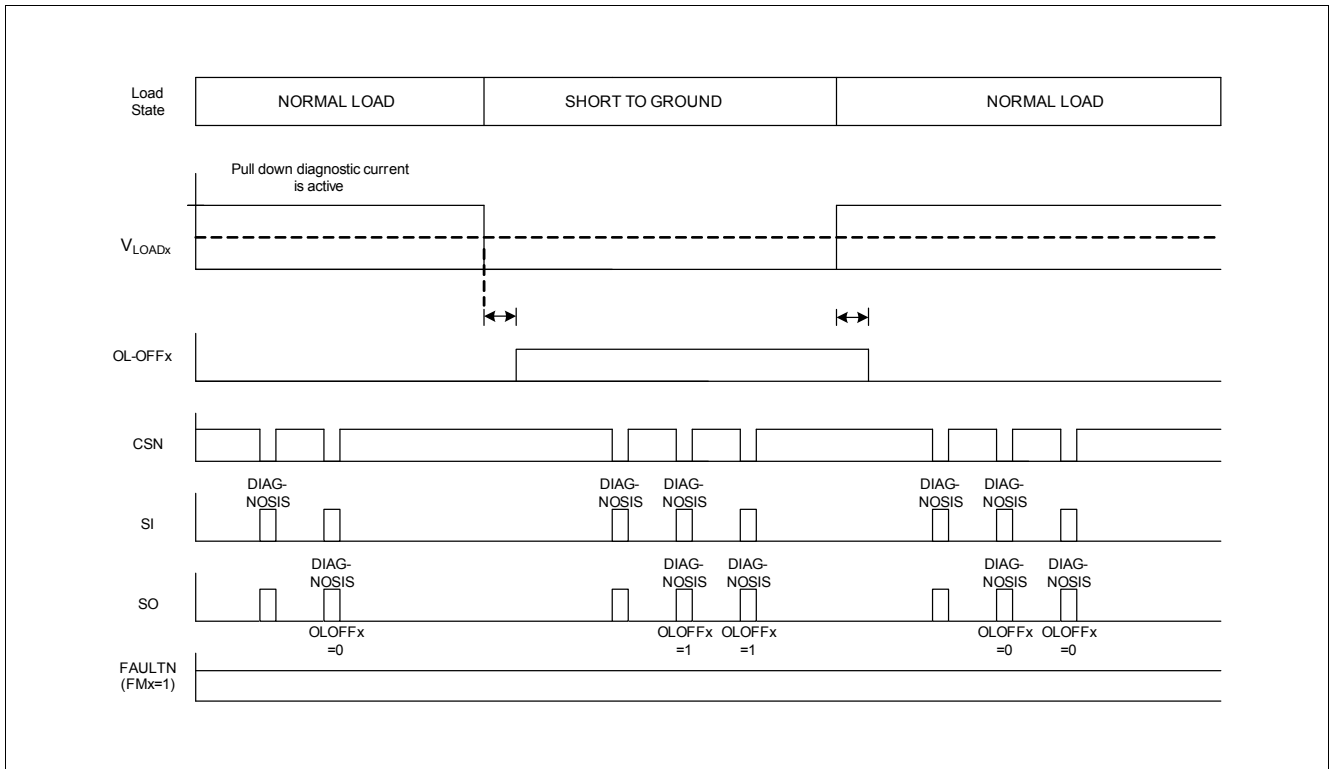 Load
State
NORMAL LOAD
SHORT TO GROUND
NORMAL LOAD
Pull down diagnostic current
is active
VLOADx
OL-OFFx
CSN
DIAG-
NOSIS
DIAG-
NOSIS
DIAG-
NOSIS
DIAG-
NOSIS
DIAG-
NOSIS
SI
DIAG-
NOSIS
DIAG-
NOSIS
DIAG-
NOSIS
DIAG-
NOSIS
DIAG-
NOSIS
SO
OLOFFx
=0
OLOFFx
=1
OLOFFx
=1
OLOFFx
=0
OLOFFx
=0
FAULTN
(FMx=1)